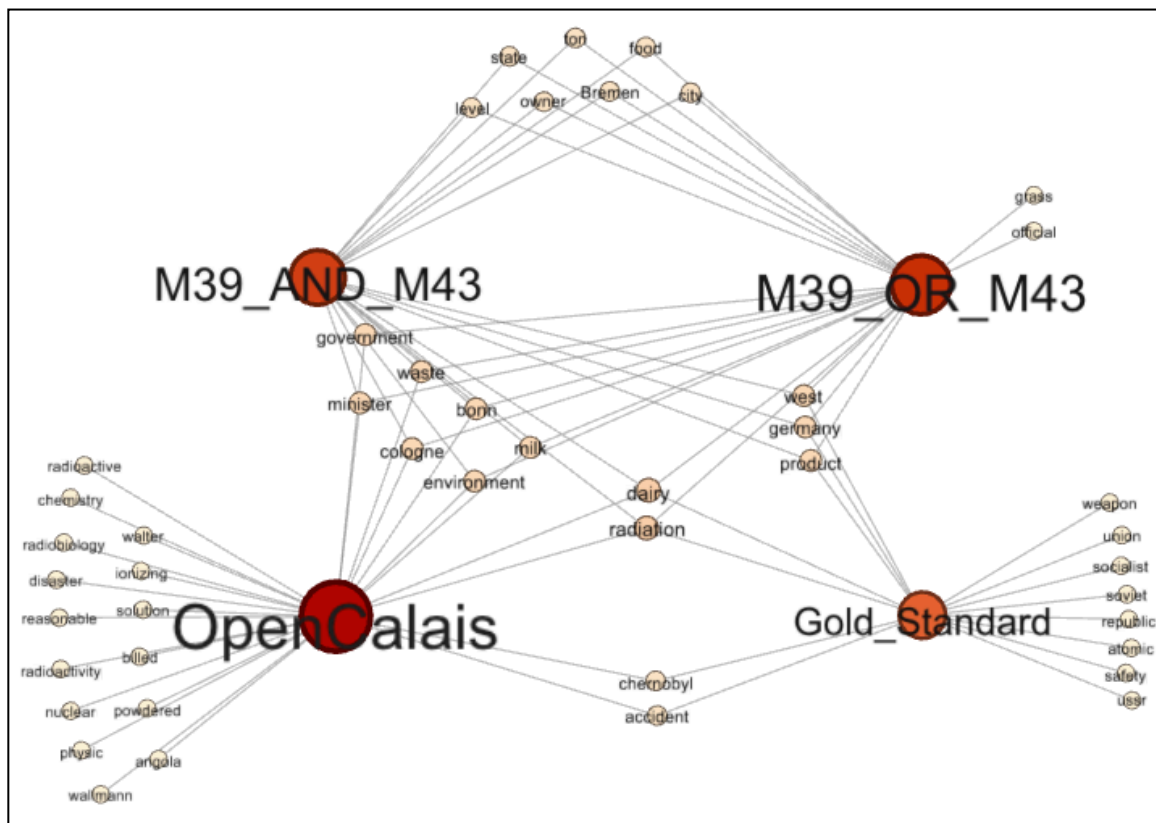 ton
food
state
Bremen
city
owner
level
grass
official
M39_AND_M43
M39_OR_M43
government
waste
west
minister
bonn
germany
cologne
milk
product
environment
dairy
radiation
radioactive
chemistry
walter
radiobiology
ionizing
disaster
solution
reasonable
OpenCalais
billed
radioactivity
nuclear
powdered
physic
angola
wallmann
weapon
union
socialist
soviet
Gold_Standard
republic
atomic
safety
ussr
chernobyl
accident